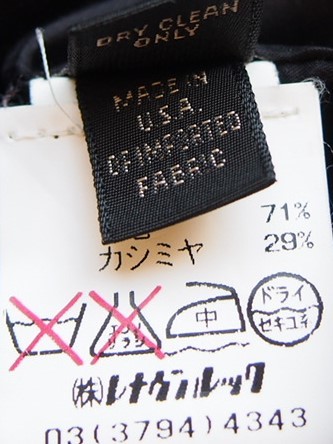 DRY CLEAN
ONLY
MADE IN
U.S.A.
OF IMPORTED
FABRIC
71%
カシミヤ 29%
中
ドライ
セキユ系
㈱レナウンルック
03(3794)4343